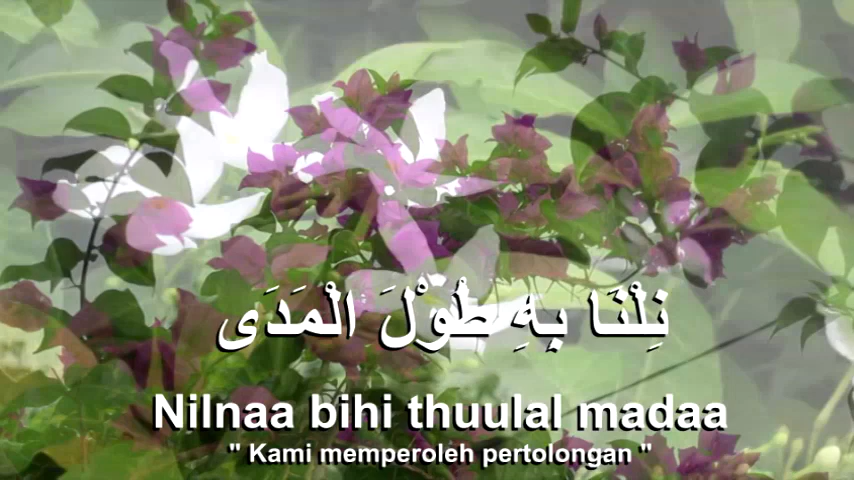 نِلْنَا بِهِ طُوْلَ الْمَدَى
Nilnaa bihi thuulal madaa
" Kami memperoleh pertolongan "